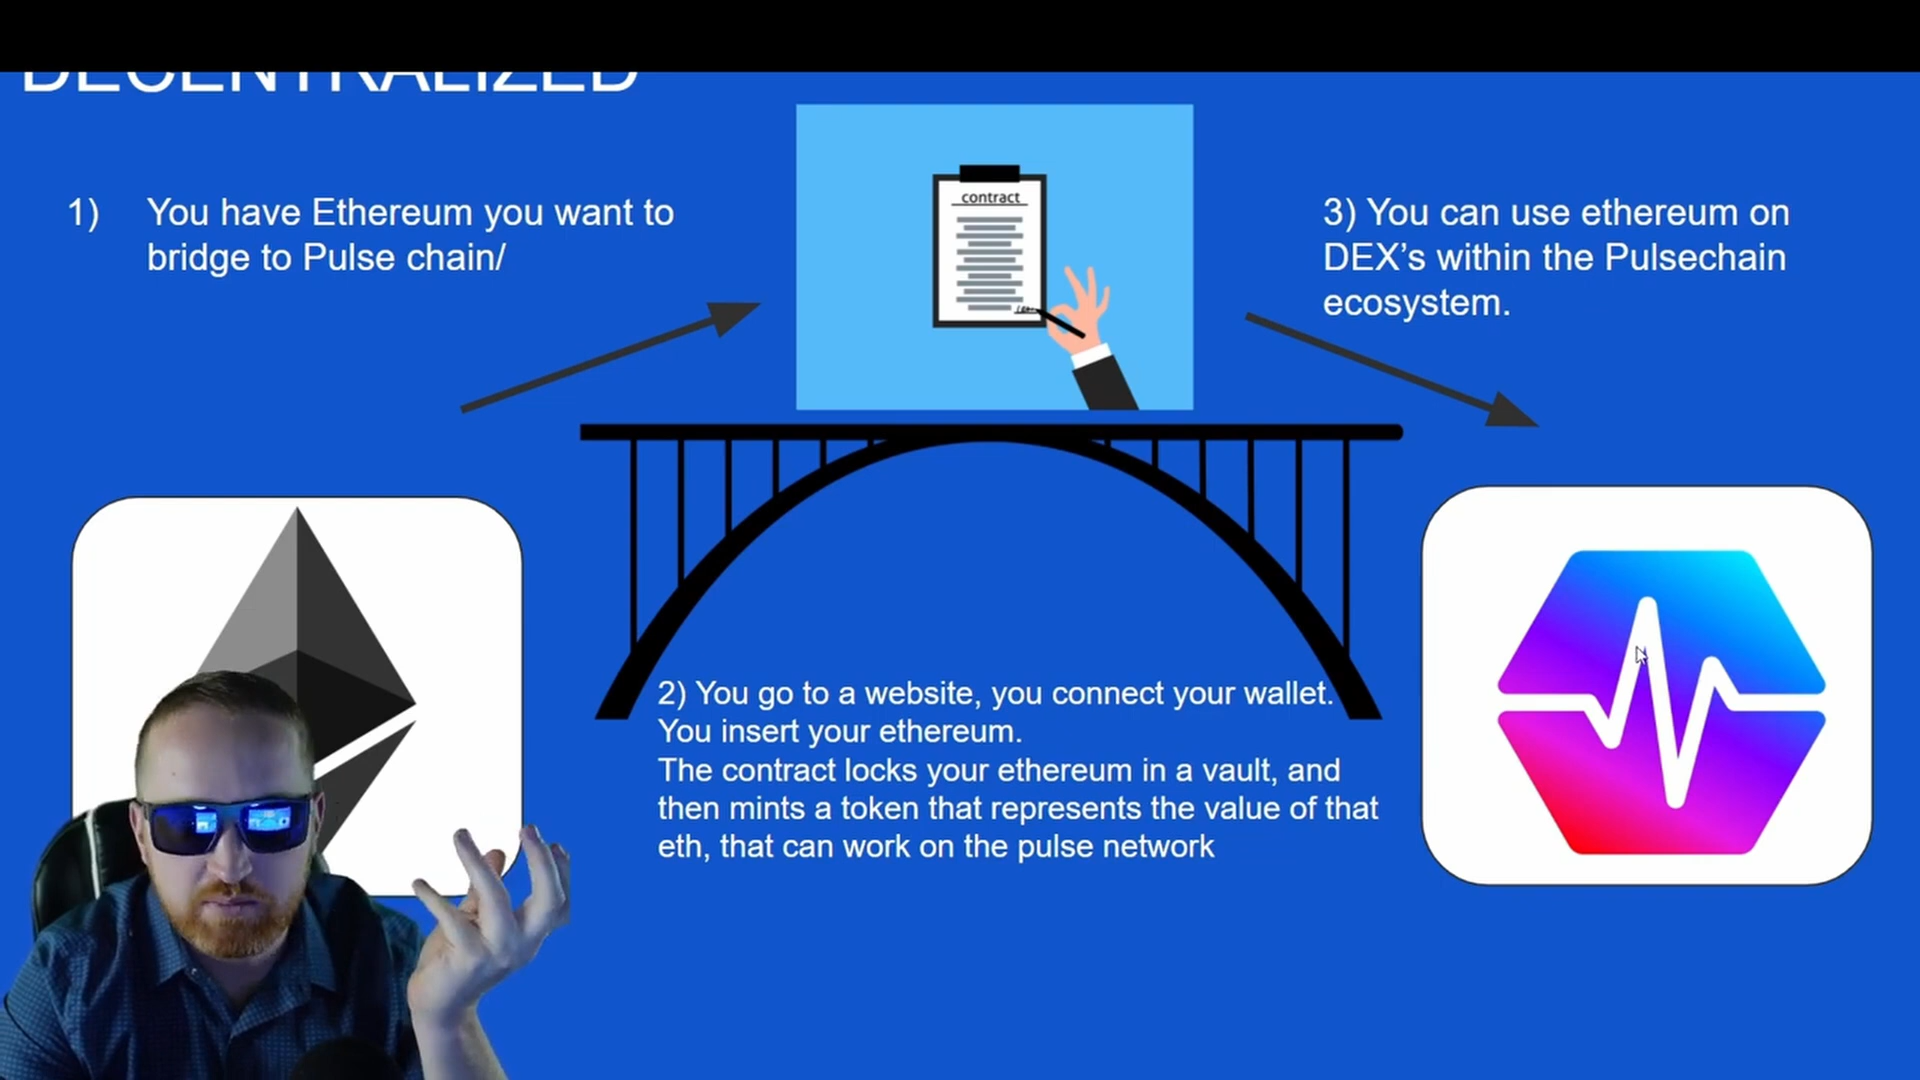 DECENTRALIZED
1) You have Ethereum you want to
bridge to Pulse chain/
contract
3) You can use ethereum on
DEX’s within the Pulsechain
ecosystem.
2) You go to a website, you connect your wallet.
You insert your ethereum.
The contract locks your ethereum in a vault, and
then mints a token that represents the value of that
eth, that can work on the pulse network